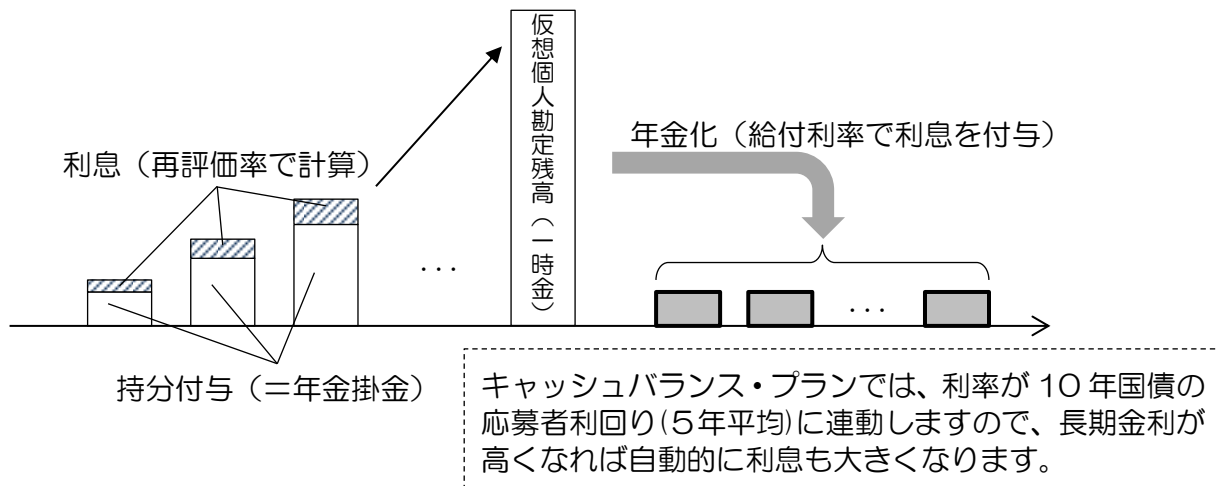 仮想個人勘定残高（一時金）
年金化（給付利率で利息を付与）
利息（再評価率で計算）
・・・
・・・
持分付与（＝年金掛金）
キャッシュバランス・プランでは、利率が 10 年国債の
応募者利回り(５年平均)に連動しますので、長期金利が
高くなれば自動的に利息も大きくなります。